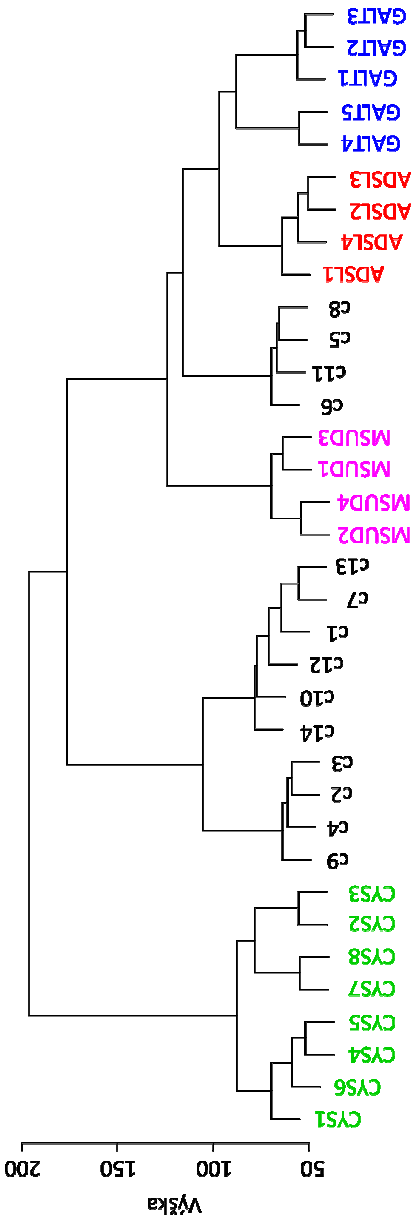 GALT3
GALT2
GALT1
GALT5
GALT4
ADSL3
ADSL2
ADSL4
ADSL1
c8
c5
c11
c6
MSUD3
MSUD1
MSUD4
MSUD2
c13
c7
c1
c12
c10
c14
c3
c2
c4
c9
CYS3
CYS2
CYS8
CYS7
CYS5
CYS4
CYS6
CYS1
200 150 100 50
Výška